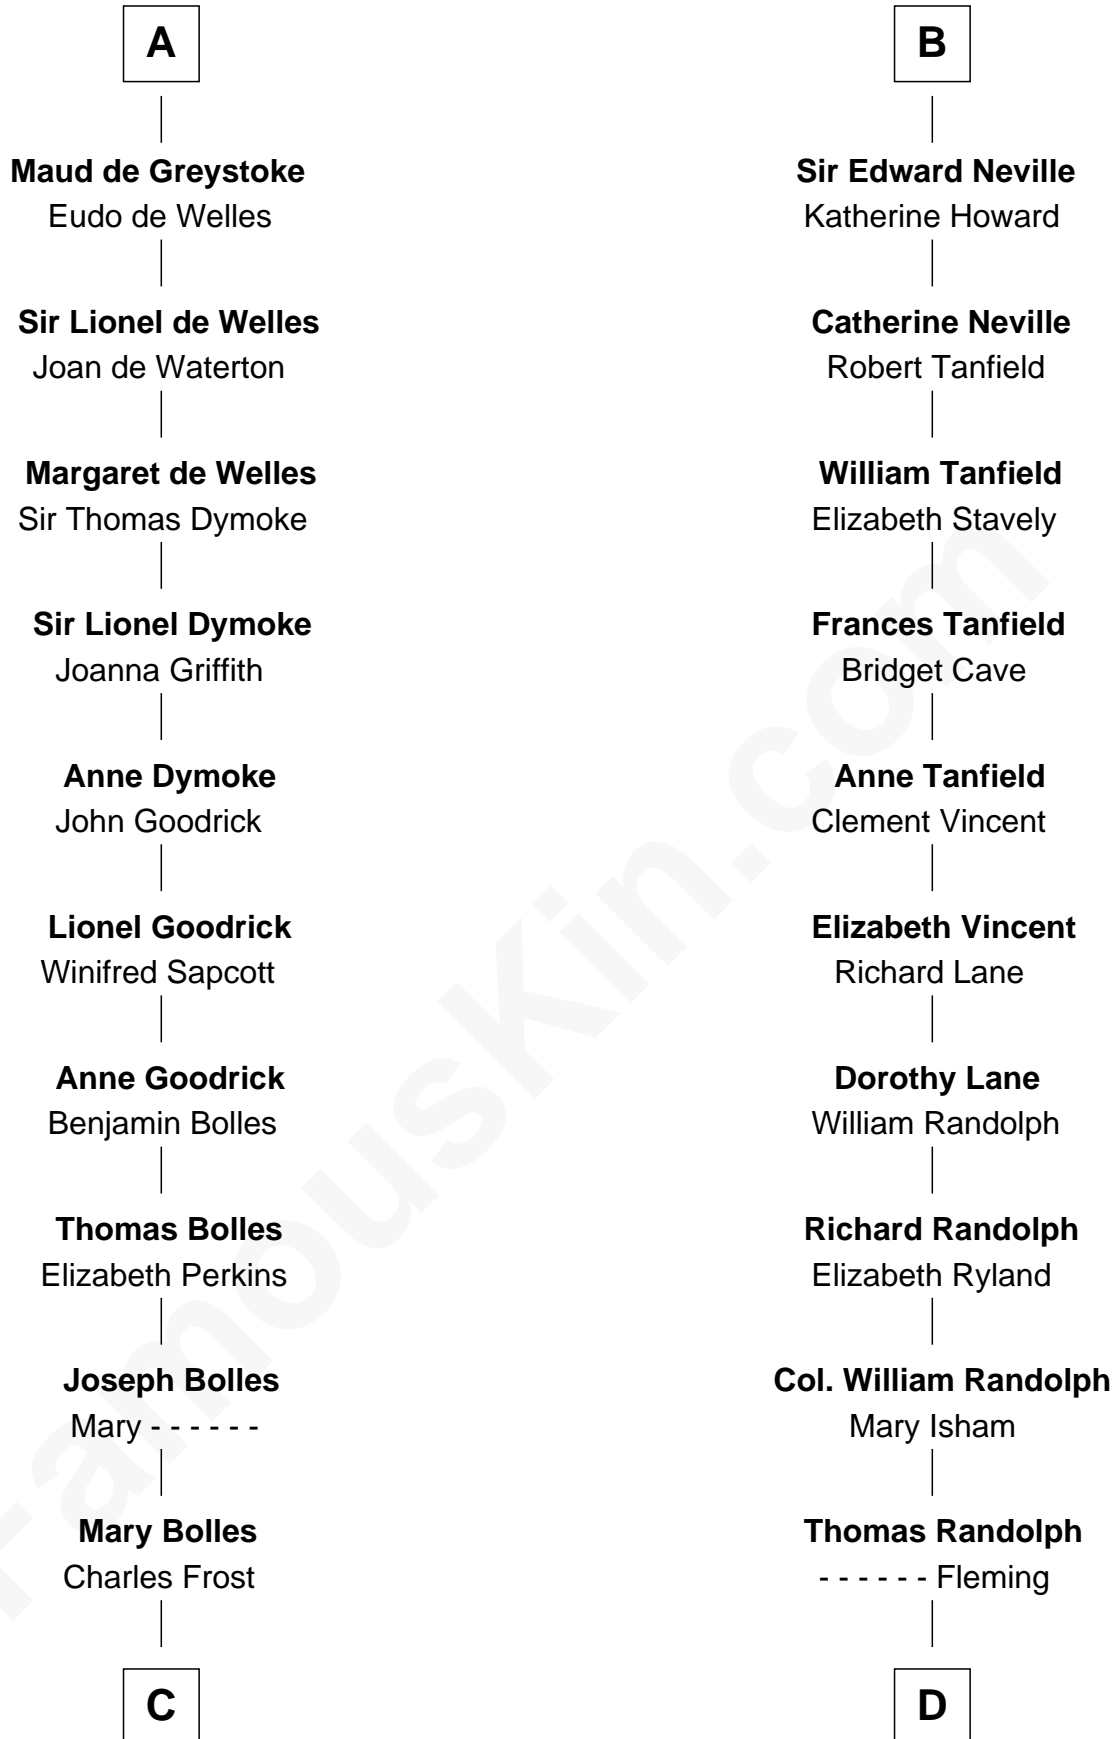 A
Maud de Greystoke
Eudo de Welles
Sir Lionel de Welles
Joan de Waterton
Margaret de Welles
Sir Thomas Dymoke
Sir Lionel Dymoke
Joanna Griffith
Anne Dymoke
John Goodrick
Lionel Goodrick
Winifred Sapcott
Anne Goodrick
Benjamin Bolles
Thomas Bolles
Elizabeth Perkins
Joseph Bolles
Mary - - - - - -
Mary Bolles
Charles Frost
C
B
Sir Edward Neville
Katherine Howard
Catherine Neville
Robert Tanfield
William Tanfield
Elizabeth Stavely
Frances Tanfield
Bridget Cave
Anne Tanfield
Clement Vincent
Elizabeth Vincent
Richard Lane
Dorothy Lane
William Randolph
Richard Randolph
Elizabeth Ryland
Col. William Randolph
Mary Isham
Thomas Randolph
- - - - - - Fleming
D
FamousKin.com